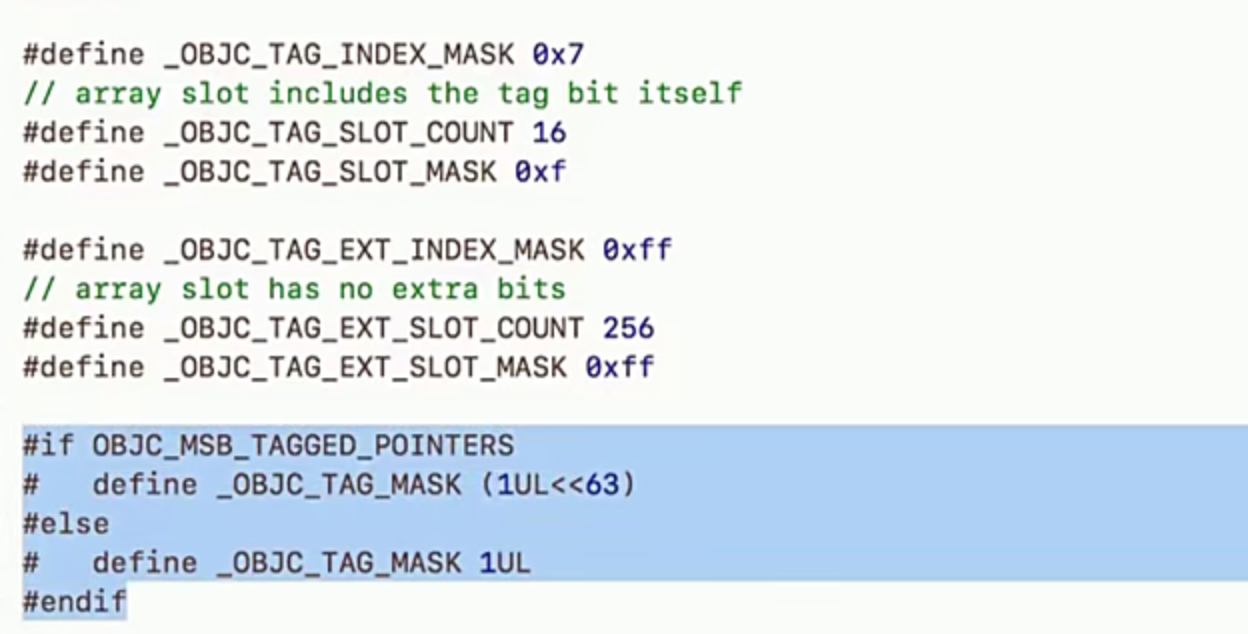 #define _OBJC_TAG_INDEX_MASK 0x7
// array slot includes the tag bit itself
#define _OBJC_TAG_SLOT_COUNT 16
#define _OBJC_TAG_SLOT_MASK 0xf
#define _OBJC_TAG_EXT_INDEX_MASK 0xff
// array slot has no extra bits
#define _OBJC_TAG_EXT_SLOT_COUNT 256
#define _OBJC_TAG_EXT_SLOT_MASK 0xff
#if OBJC_MSB_TAGGED_POINTERS
#   define _OBJC_TAG_MASK (1UL<<63)
#else
#   define _OBJC_TAG_MASK 1UL
#endif